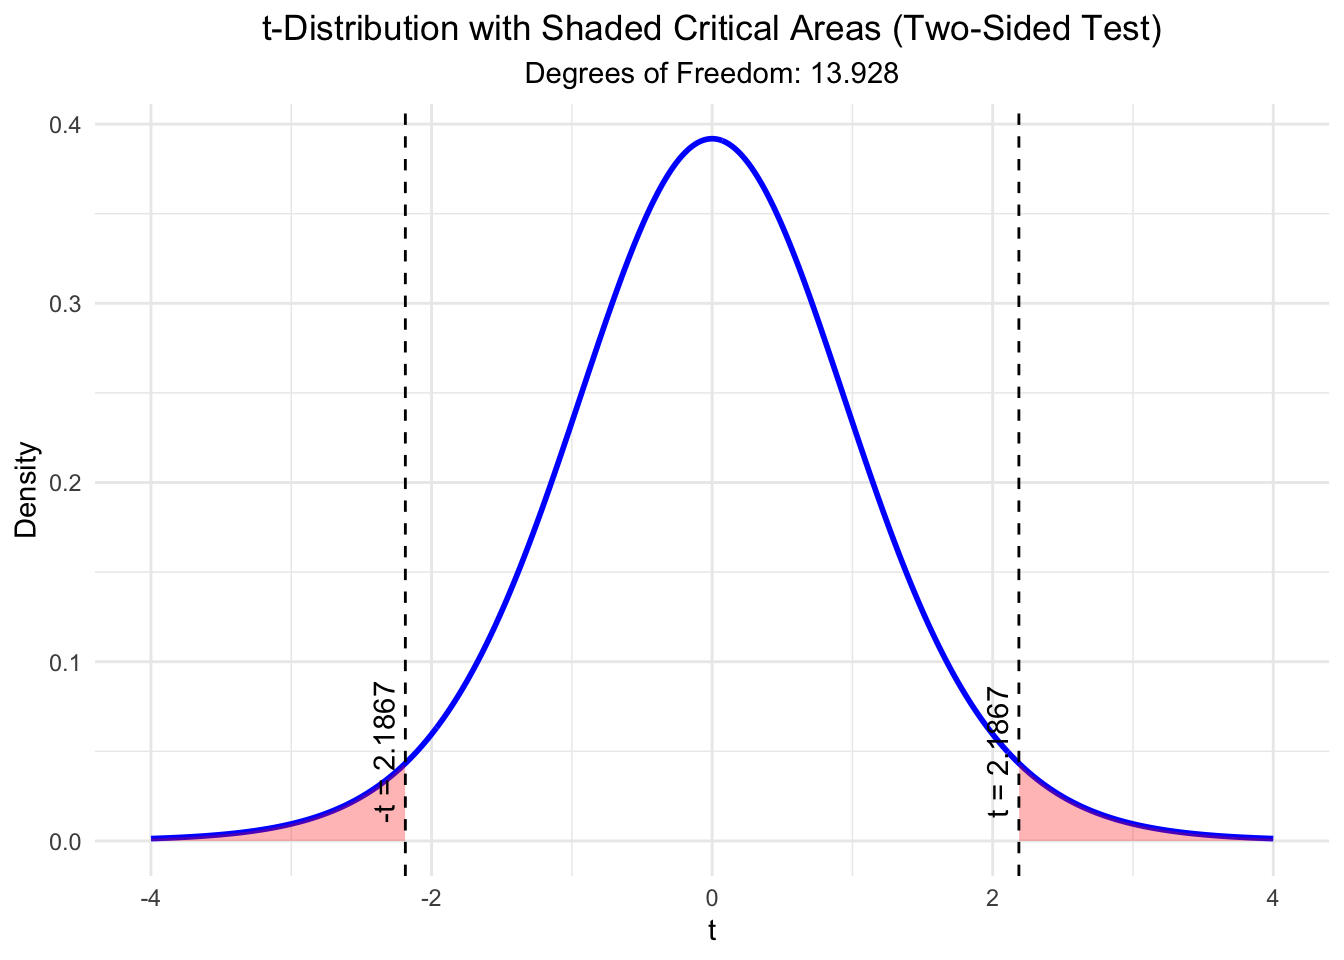 t-Distribution with Shaded Critical Areas (Two-Sided Test)
Degrees of Freedom: 13.928
0.4
0.3
0.2
0.1
0.0
Density
-t = 2.1867
t = 2.1867
-4
-2
0
2
4
t